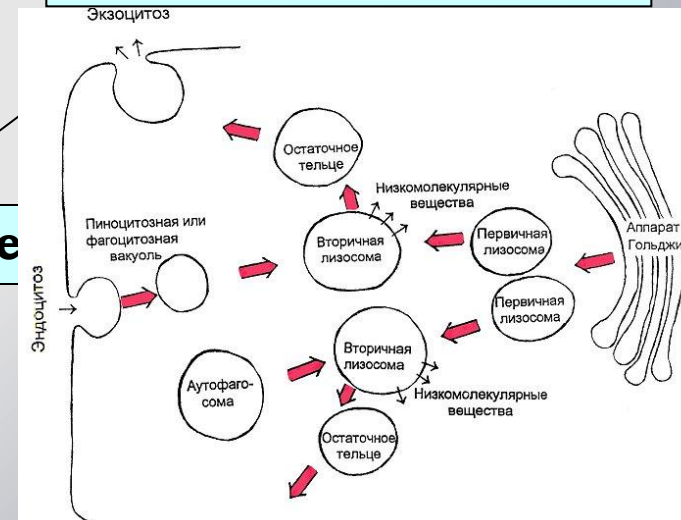 Экзоцитоз
Остаточное
тельце
Низкомолекулярные
вещества
Пиноцитозная или
фагоцитозная
вакуоль
Вторичная
лизосома
Первичная
лизосома
Аппарат
Гольджи
е
Эндоцитоз
Первичная
лизосома
Вторичная
лизосома
Аутофаго-
сома
Низкомолекулярные
вещества
Остаточное
тельце